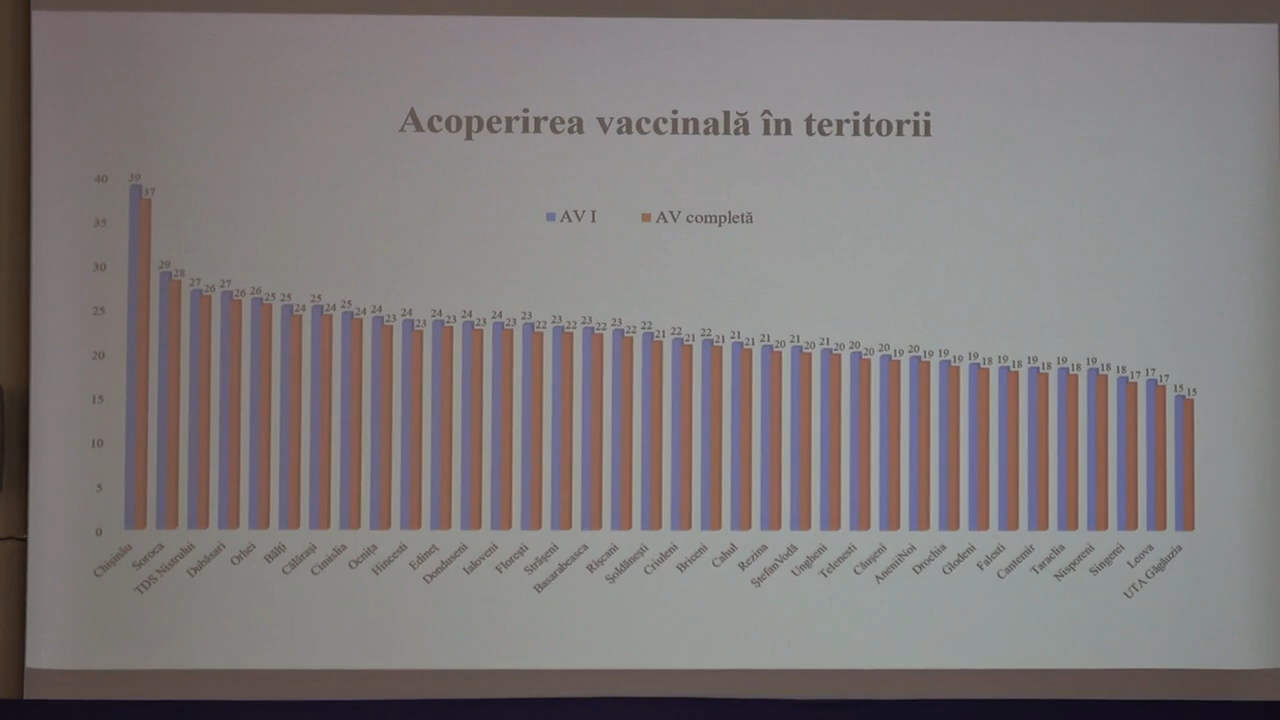 Acoperirea vaccinală în teritorii
AV I AV completă
40
35
30
25
20
15
10
5
0
39 37 29 28 27 26 27 26 26 25 25 24 25 24 25 24 24 23 24 23 24 23 24 23 24 23 23 22 23 22 23 22 23 22 22 21 22 21 22 21 21 21 21 20 21 20 21 20 20 20 20 19 20 19 19 19 19 18 19 18 19 18 19 18 19 18 18 17 17 17 15 15
Chișinău
Soroca
TDS Nistrului
Dubăsari
Orhei
Bălți
Călărași
Cimișlia
Ocnița
Hîncești
Edineț
Dondușeni
Ialoveni
Florești
Strășeni
Basarabeasca
Rîșcani
Șoldănești
Criuleni
Briceni
Cahul
Rezina
ȘtefanVodă
Ungheni
Telenești
Căușeni
AneniiNoi
Drochia
Glodeni
Falesti
Cantemir
Taraclia
Nisporeni
Sîngerei
Leova
UTA Găgăuzia